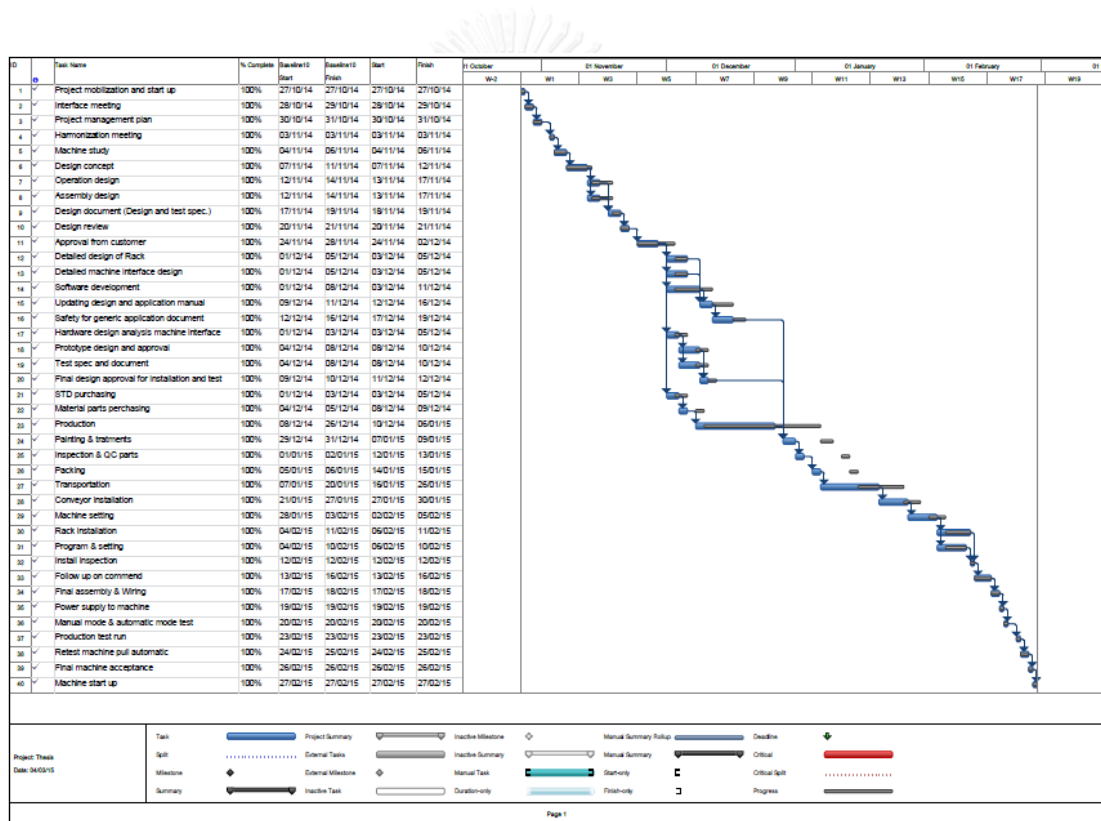 ID Task Name % Complete Baseline10 Start Baseline10 Finish Start Finish 01 November 01 December 01 January 01 February 01
W-2 W1 W3 W5 W7 W9 W11 W13 W15 W17 W19
1 Project mobilization and start up 100% 27/10/14 27/10/14 27/10/14 27/10/14
2 Interface meeting 100% 28/10/14 29/10/14 28/10/14 29/10/14
3 Project management plan 100% 30/10/14 31/10/14 30/10/14 31/10/14
4 Harmonization meeting 100% 03/11/14 03/11/14 03/11/14 03/11/14
5 Machine study 100% 04/11/14 06/11/14 04/11/14 06/11/14
6 Design concept 100% 07/11/14 11/11/14 07/11/14 12/11/14
7 Operation design 100% 12/11/14 14/11/14 13/11/14 17/11/14
8 Assembly design 100% 12/11/14 14/11/14 13/11/14 17/11/14
9 Design document (Design and test spec.) 100% 17/11/14 19/11/14 18/11/14 19/11/14
10 Design review 100% 20/11/14 21/11/14 20/11/14 21/11/14
11 Approval from customer 100% 24/11/14 28/11/14 24/11/14 02/12/14
12 Detailed design of Rack 100% 01/12/14 05/12/14 03/12/14 05/12/14
13 Detailed machine interface design 100% 01/12/14 05/12/14 03/12/14 05/12/14
14 Software development 100% 01/12/14 08/12/14 03/12/14 11/12/14
15 Updating design and application manual 100% 09/12/14 11/12/14 12/12/14 16/12/14
16 Safety for generic application document 100% 12/12/14 16/12/14 17/12/14 19/12/14
17 Hardware design analysis machine interface 100% 01/12/14 03/12/14 03/12/14 05/12/14
18 Prototype design and approval 100% 04/12/14 08/12/14 08/12/14 10/12/14
19 Test spec and document 100% 04/12/14 08/12/14 08/12/14 10/12/14
20 Final design approval for installation and test 100% 09/12/14 10/12/14 11/12/14 12/12/14
21 STD purchasing 100% 01/12/14 03/12/14 03/12/14 05/12/14
22 Material parts perchasing 100% 04/12/14 05/12/14 08/12/14 09/12/14
23 Production 100% 08/12/14 26/12/14 10/12/14 06/01/15
24 Painting & tratments 100% 29/12/14 31/12/14 07/01/15 09/01/15
25 Inspection & QC parts 100% 01/01/15 02/01/15 12/01/15 13/01/15
26 Packing 100% 05/01/15 06/01/15 14/01/15 15/01/15
27 Transportation 100% 07/01/15 20/01/15 16/01/15 26/01/15
28 Conveyor installation 100% 21/01/15 27/01/15 27/01/15 30/01/15
29 Machine setting 100% 28/01/15 03/02/15 02/02/15 05/02/15
30 Rack installation 100% 04/02/15 11/02/15 06/02/15 11/02/15
31 Program & setting 100% 04/02/15 10/02/15 06/02/15 10/02/15
32 Install inspection 100% 12/02/15 12/02/15 12/02/15 12/02/15
33 Follow up on commend 100% 13/02/15 16/02/15 13/02/15 16/02/15
34 Final assembly & Wiring 100% 17/02/15 18/02/15 17/02/15 18/02/15
35 Power supply to machine 100% 19/02/15 19/02/15 19/02/15 19/02/15
36 Manual mode & automatic mode test 100% 20/02/15 20/02/15 20/02/15 20/02/15
37 Production test run 100% 23/02/15 23/02/15 23/02/15 23/02/15
38 Retest machine pull automatic 100% 24/02/15 25/02/15 24/02/15 25/02/15
39 Final machine acceptance 100% 26/02/15 26/02/15 26/02/15 26/02/15
40 Machine start up 100% 27/02/15 27/02/15 27/02/15 27/02/15
Project: Thesis
Date: 04/03/15
Task Project Summary Inactive Milestone Manual Summary Rollup Deadline
Split External Tasks Inactive Summary Manual Summary Critical
Milestone External Milestone Manual Task Start-only Critical Split
Summary Inactive Task Duration-only Finish-only Progress
Page 1